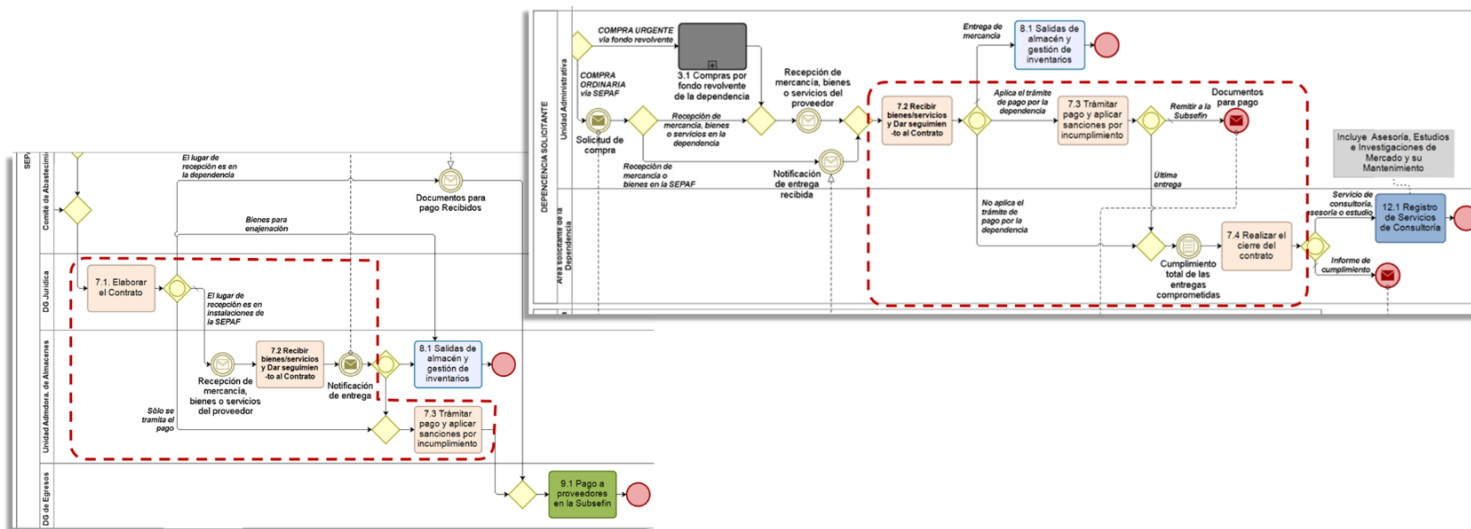 SEPA
Comité de Abastecimi
DG Jurídica
Unidad Admdora. de Almacenes
DG de Egresos
El lugar de
recepción es en
la dependencia
Documentos para
pago Recibidos
Bienes para
enajenación
7.1. Elaborar
el Contrato
El lugar de
recepción es en
instalaciones de
la SEPAF
Recepción de
mercancía,
bienes o servicios
del proveedor
7.2 Recibir
bienes/servicios
y Dar seguimien
-to al Contrato
Notificación
de entrega
8.1 Salidas de
almacén y
gestión de
inventarios
Sólo se
tramita el
pago
7.3 Trámitar
pago y aplicar
sanciones por
incumplimiento
9.1 Pago a
proveedores
en la Subsefin
DEPENCENCIA SOLICITANTE
Unidad Administrativa
Area solicitante de la
Dependencia
COMPRA URGENTE
vía fondo revolvente
COMPRA
ORDINARIA
vía SEPAF
Solicitud de
compra
3.1 Compras por
fondo revolvente
de la dependencia
Recepción de
mercancía, bienes
o servicios en la
dependencia
Recepción de
mercancía o
bienes en la SEPAF
Recepción de
mercancía, bienes
o servicios del
proveedor
Notificación
de entrega
recibida
7.2 Recibir
bienes/servicios
y Dar seguimien
-to al Contrato
Entrega de
mercancía
8.1 Salidas de
almacén y
gestión de
inventarios
Aplica el trámite
de pago por la
dependencia
7.3 Trámitar
pago y aplicar
sanciones por
incumplimiento
Remitir a la
Subsefin
Documentos
para pago
Última
entrega
No aplica el
trámite de
pago por la
dependencia
Cumplimiento
total de las
entregas
comprometidas
7.4 Realizar el
cierre del
contrato
Incluye Asesoría, Estudios
e Investigaciones de
Mercado y su
Mantenimiento
Servicio de
consultoría,
asesoría o estudio
12.1 Registro
de Servicios
de Consultoría
Informe de
cumplimiento